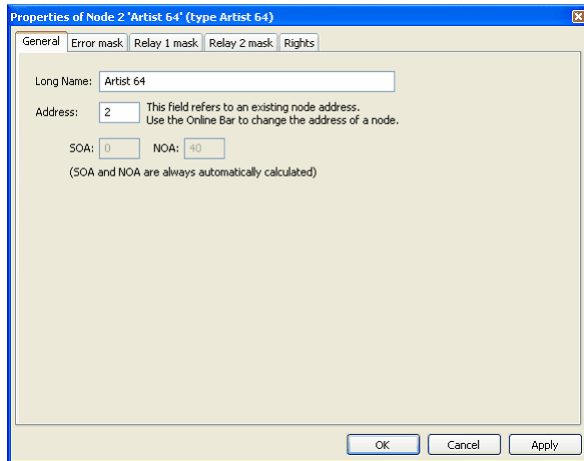 Properties of Node 2 'Artist 64' (type Artist 64)
General Error mask Relay 1 mask Relay 2 mask Rights
Long Name: Artist 64
Address: 2 This field refers to an existing node address.
Use the Online Bar to change the address of a node.
SOA: 0 NOA: 40
(SOA and NOA are always automatically calculated)
OK Cancel Apply